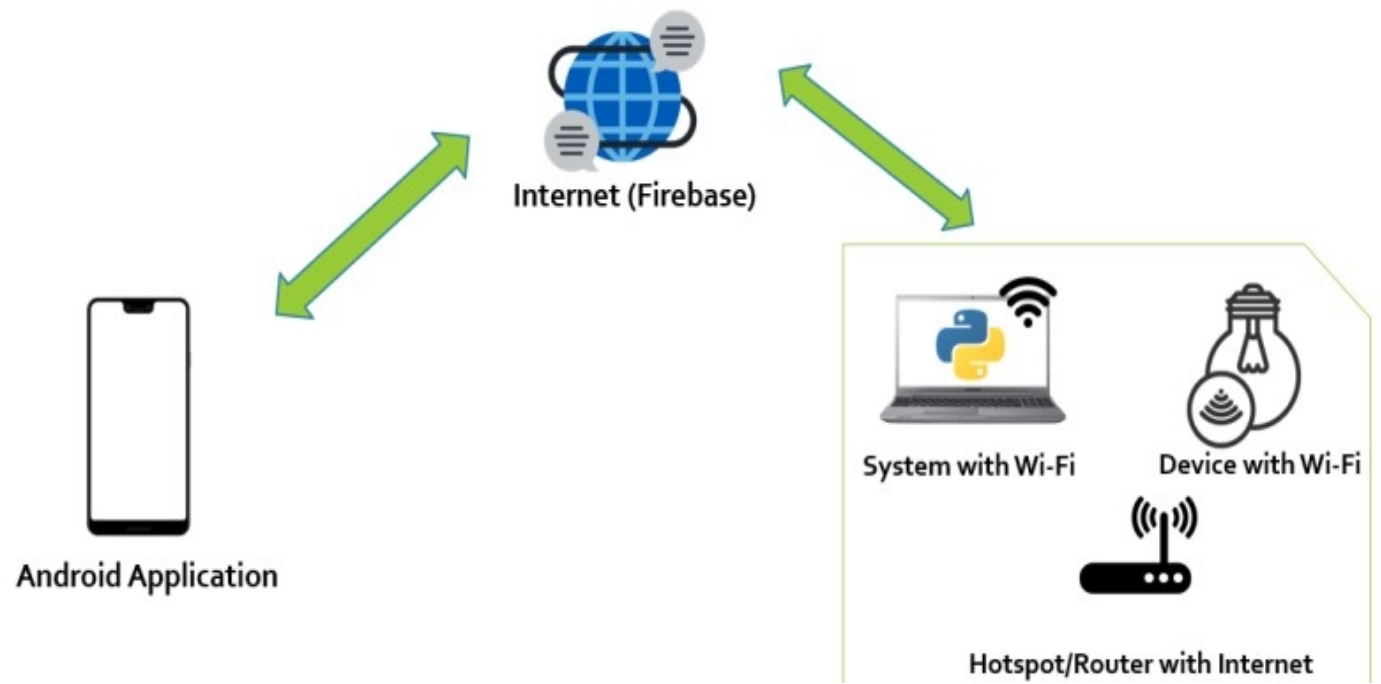 Internet (Firebase)
System with Wi-Fi
Device with Wi-Fi
Android Application
Hotspot/Router with Internet